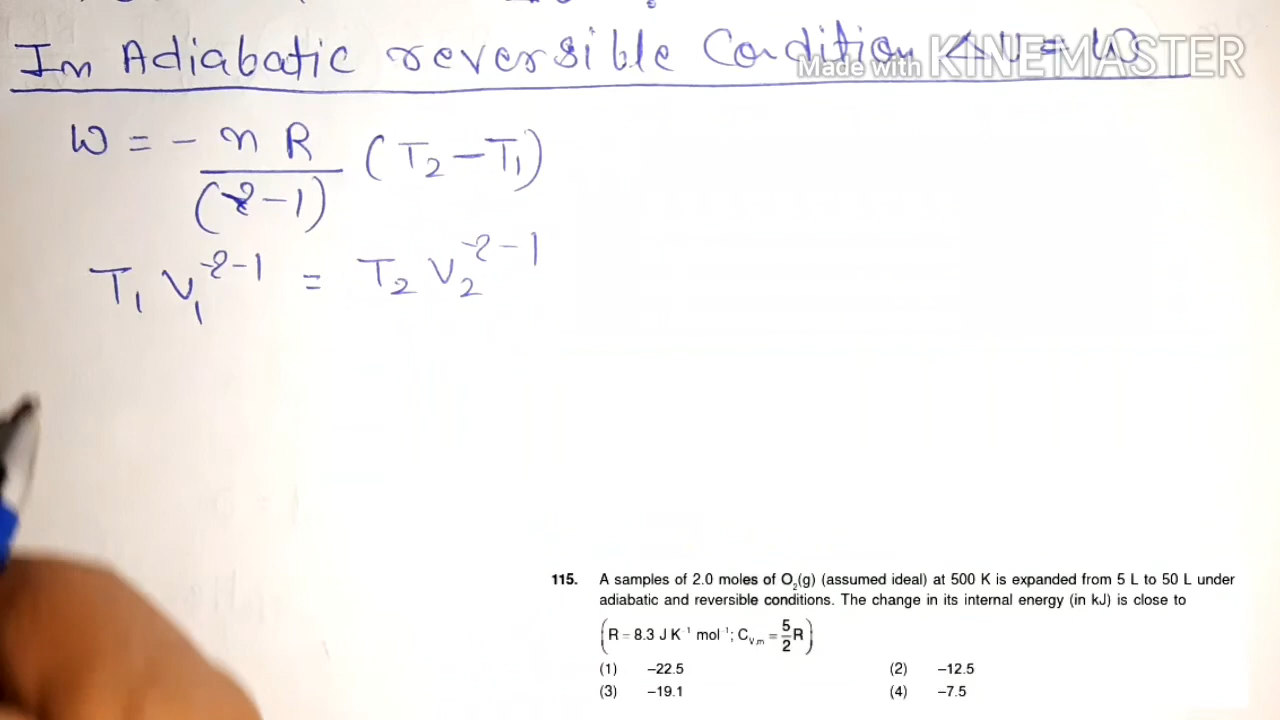 In Adiabatic reversible Condition ΔU = W
Made with KINEMASTER
W = - n R / (γ-1) (T₂ - T₁)
T₁ V₁^γ-1 = T₂ V₂^γ-1
115. A samples of 2.0 moles of O₂(g) (assumed ideal) at 500 K is expanded from 5 L to 50 L under
adiabatic and reversible conditions. The change in its internal energy (in kJ) is close to
(R = 8.3 J K⁻¹ mol⁻¹; C_V,m = 5/2 R)
(1) –22.5 (2) –12.5
(3) –19.1 (4) –7.5